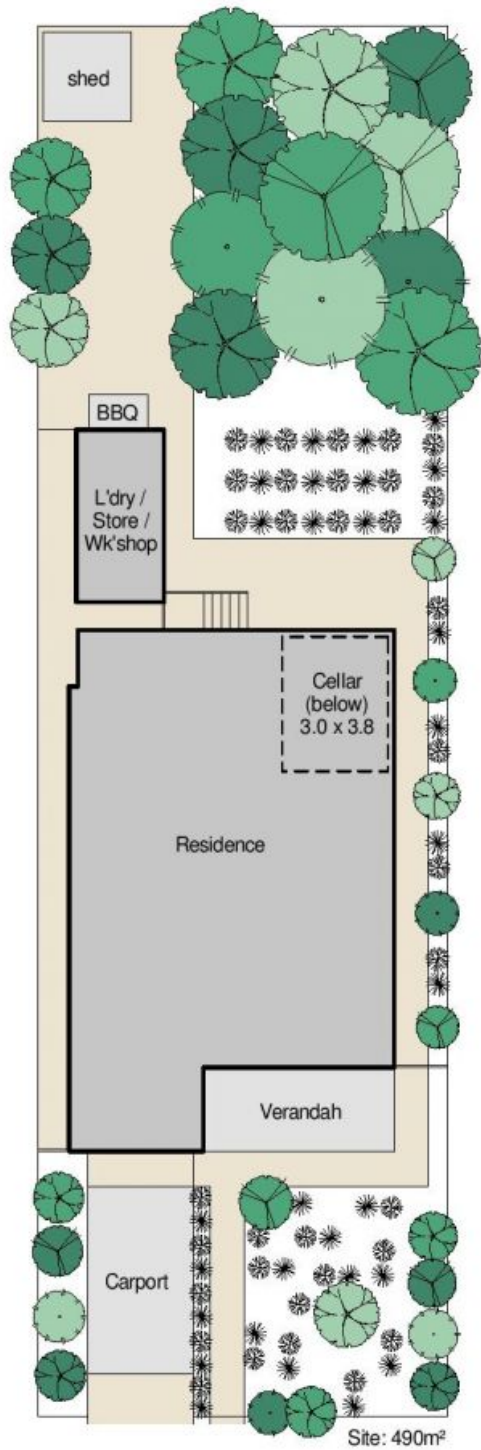 shed
BBQ
L'dry /
Store /
Wk'shop
Cellar
(below)
3.0 x 3.8
Residence
Verandah
Carport
Site: 490m²